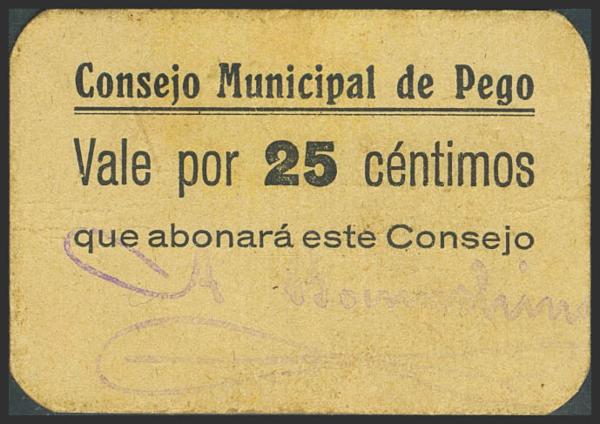 Consejo Municipal de Pego
Vale por 25 céntimos
que abonará este Consejo